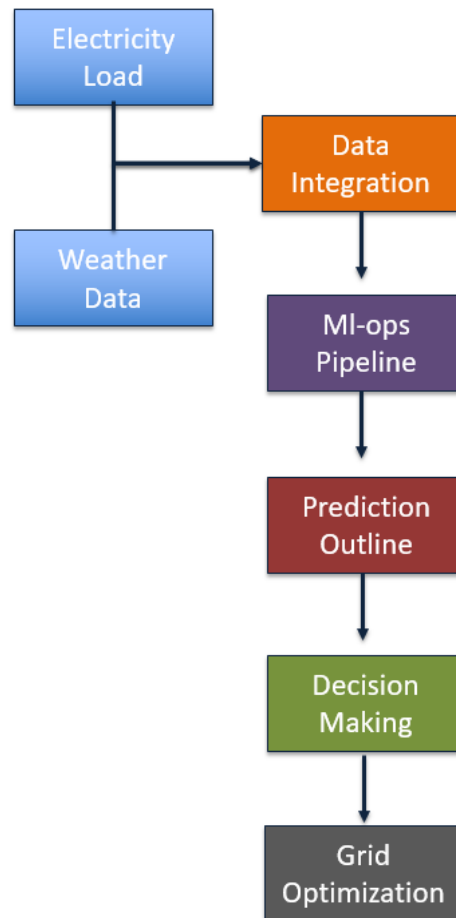 Electricity
Load
Data
Integration
Weather
Data
Ml-ops
Pipeline
Prediction
Outline
Decision
Making
Grid
Optimization